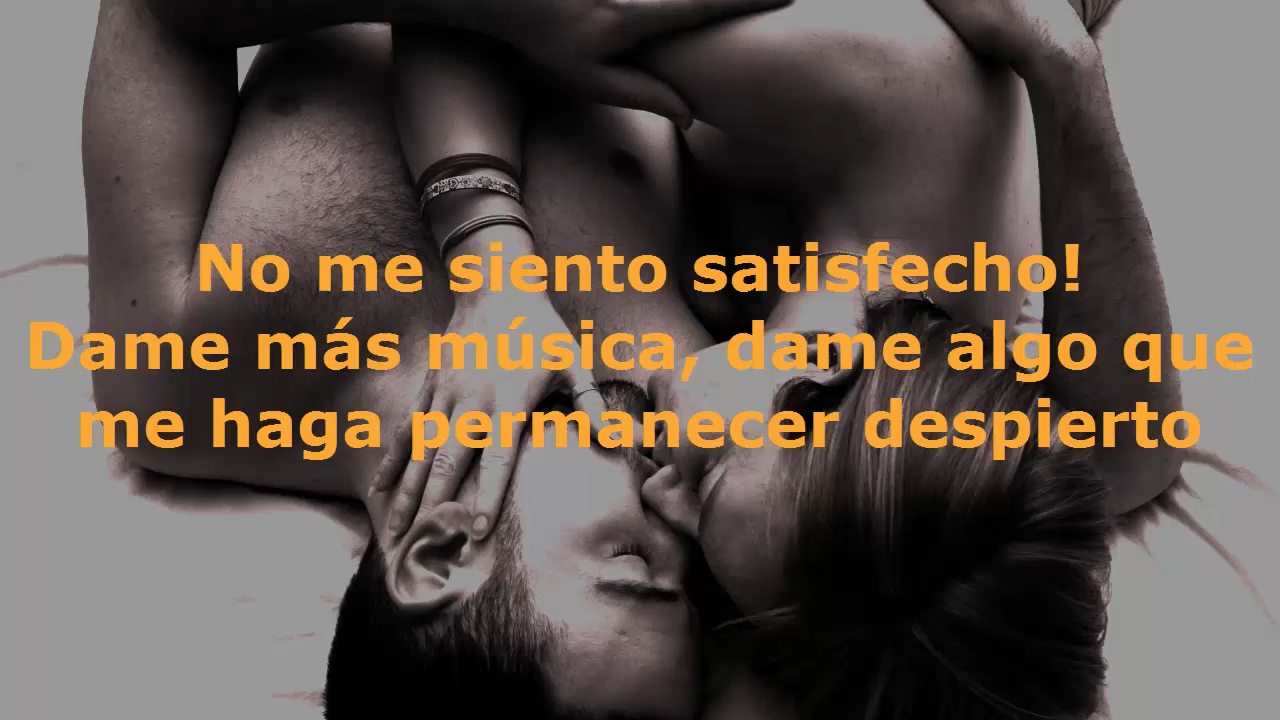 No me siento satisfecho!
Dame más música, dame algo que
me haga permanecer despierto